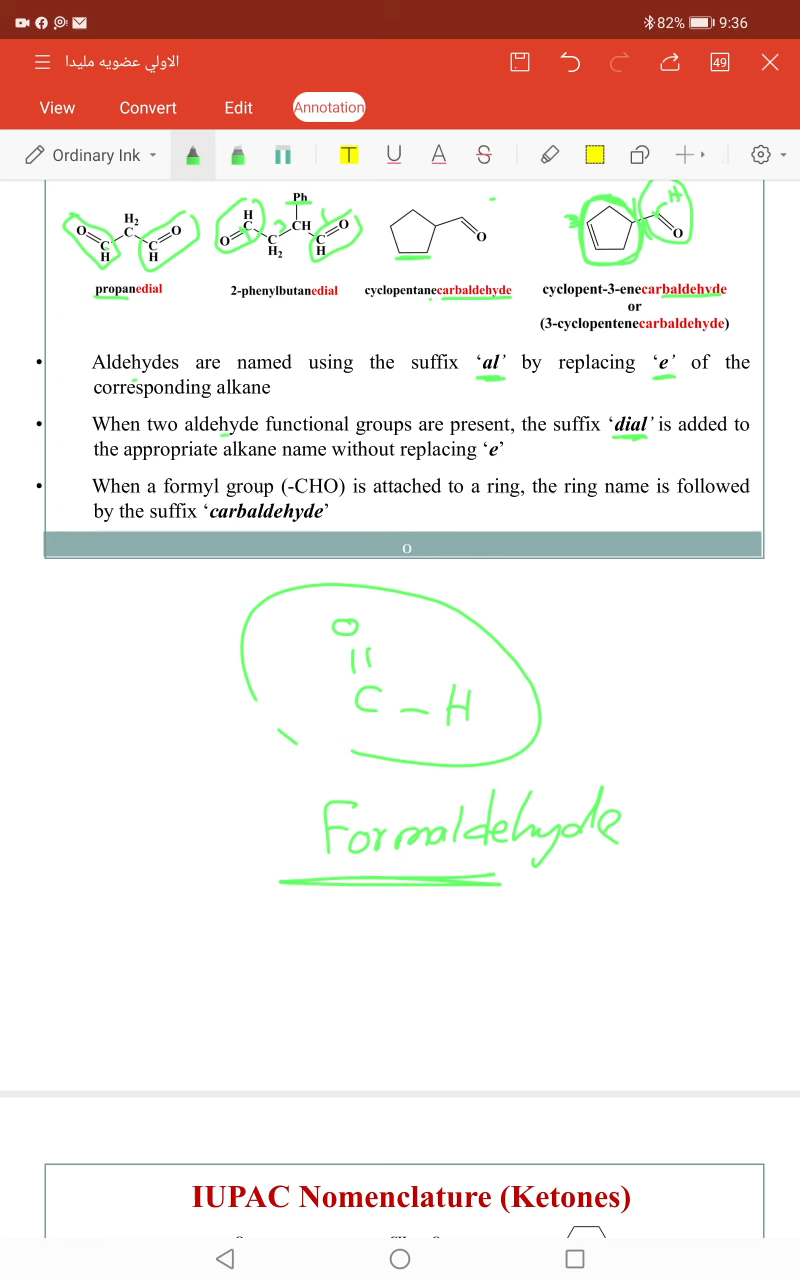 82% 9:36
الاولي عضويه مليدا 49
View Convert Edit Annotation
Ordinary Ink T U A S
O C H H₂ C C H O
H C O C H₂ Ph CH C H O
O
C H O
propanedial 2-phenylbutanedial cyclopentanecarbaldehyde cyclopent-3-enecarbaldehyde
or
(3-cyclopentenecarbaldehyde)
• Aldehydes are named using the suffix ‘al’ by replacing ‘e’ of the
corresponding alkane
• When two aldehyde functional groups are present, the suffix ‘dial’ is added to
the appropriate alkane name without replacing ‘e’
• When a formyl group (-CHO) is attached to a ring, the ring name is followed
by the suffix ‘carbaldehyde’
O
O
C - H
Formaldehyde
IUPAC Nomenclature (Ketones)